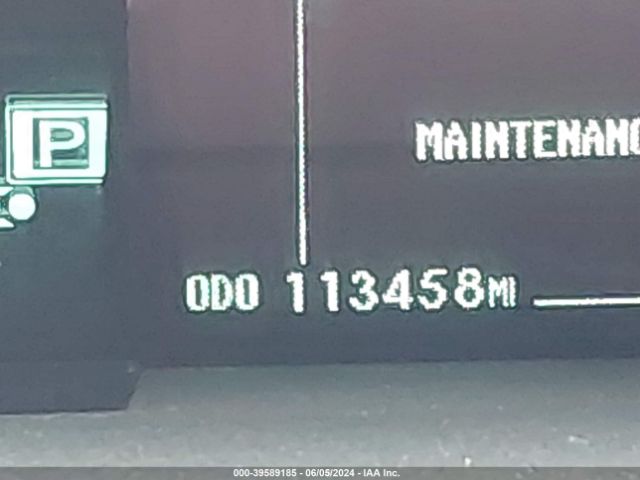 P
MAINTENANC
ODO 113458MI
000-39589185 - 06/05/2024 - IAA Inc.